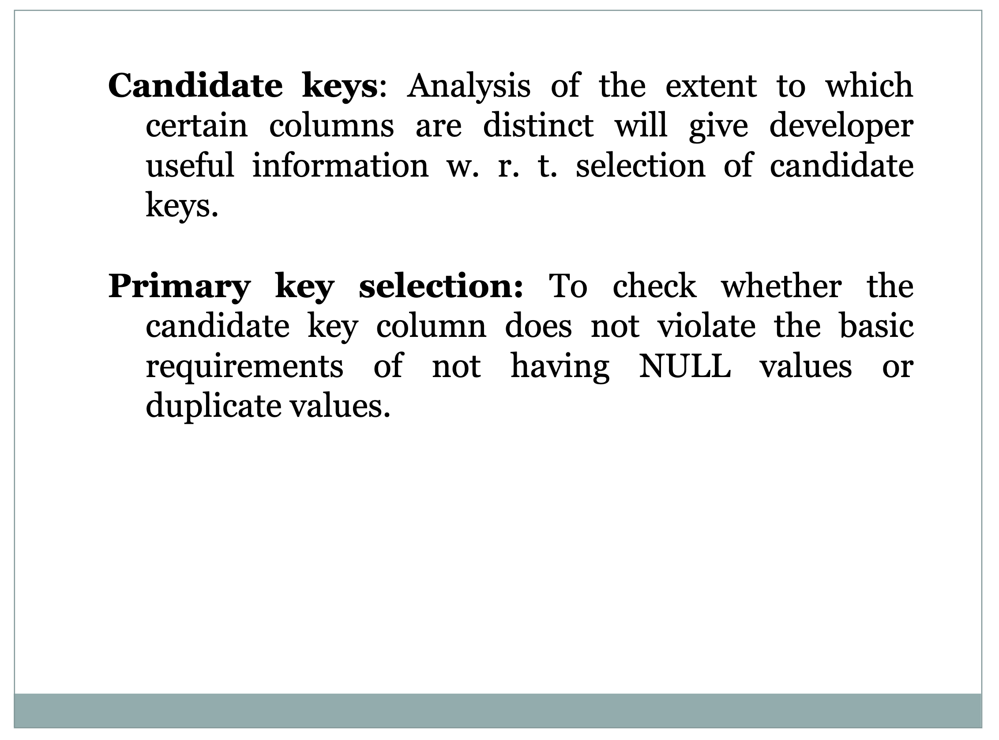 Candidate keys: Analysis of the extent to which
certain columns are distinct will give developer
useful information w. r. t. selection of candidate
keys.
Primary key selection: To check whether the
candidate key column does not violate the basic
requirements of not having NULL values or
duplicate values.